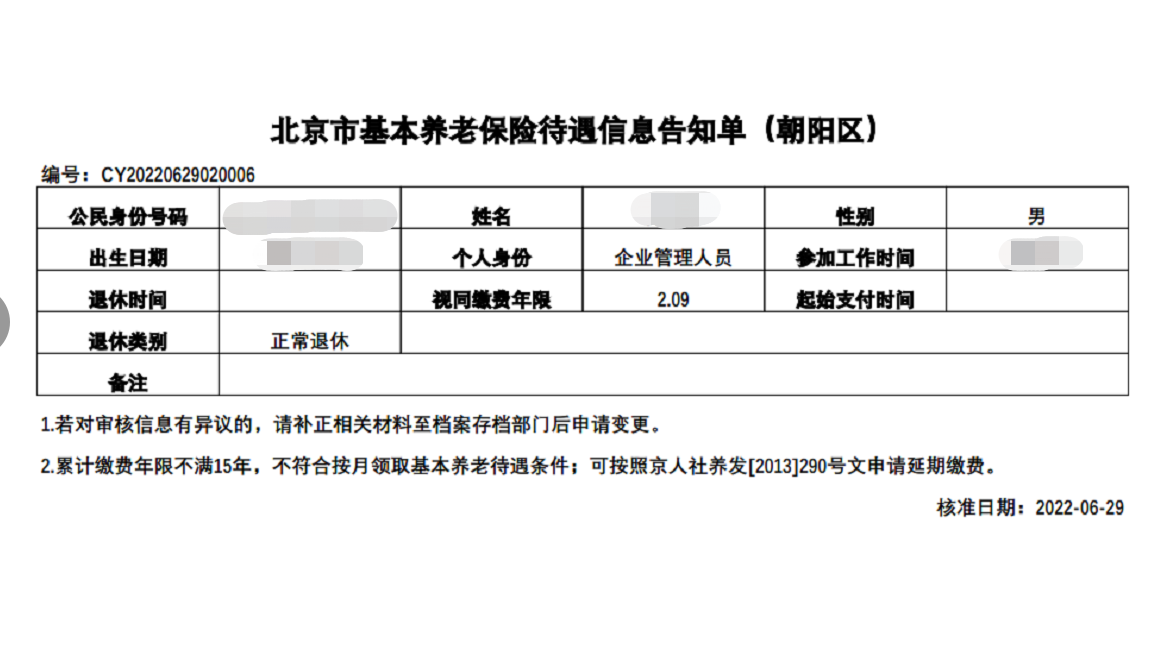 北京市基本养老保险待遇信息告知单（朝阳区）
编号：CY20220629020006
公民身份号码 姓名 性别 男
出生日期 个人身份 企业管理人员 参加工作时间
退休时间 视同缴费年限 2.09 起始支付时间
退休类别 正常退休
备注
1.若对审核信息有异议的，请补正相关材料至档案存档部门后申请变更。
2.累计缴费年限不满15年，不符合按月领取基本养老待遇条件；可按照京人社养发[2013]290号文申请延期缴费。
核准日期：2022-06-29